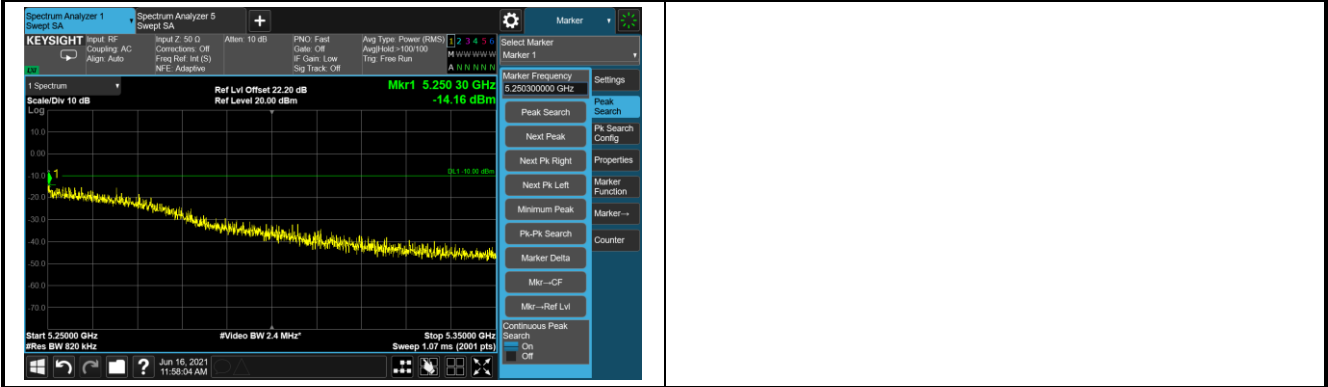 Spectrum Analyzer 1
Swept SA
Spectrum Analyzer 5
Swept SA
+
Marker
KEYSIGHT
Input: RF
Coupling: AC
Align: Auto
Input Z: 50 Ω
Corrections: Off
Freq Ref: Int (S)
NFE: Adaptive
Atten: 10 dB
PNO: Fast
Gate: Off
IF Gain: Low
Sig Track: Off
Avg Type: Power (RMS)
Avg|Hold:>100/100
Trig: Free Run
1 2 3 4 5 6
M W W W W W
A N N N N N
Select Marker
Marker 1
1 Spectrum
Scale/Div 10 dB
Log
Ref Lvl Offset 22.20 dB
Ref Level 20.00 dBm
Mkr1 5.250 30 GHz
-14.16 dBm
10.0
0.00
-10.0
-20.0
-30.0
-40.0
-50.0
-60.0
-70.0
1
DL1 -10.00 dBm
Start 5.25000 GHz
#Res BW 820 kHz
#Video BW 2.4 MHz*
Stop 5.35000 GHz
Sweep 1.07 ms (2001 pts)
Marker Frequency
5.250300000 GHz
Peak Search
Next Peak
Next Pk Right
Next Pk Left
Minimum Peak
Pk-Pk Search
Marker Delta
Mkr→CF
Mkr→Ref Lvl
Continuous Peak
Search
On
Off
Settings
Peak
Search
Pk Search
Config
Properties
Marker
Function
Marker→
Counter
?
Jun 16, 2021
11:58:04 AM